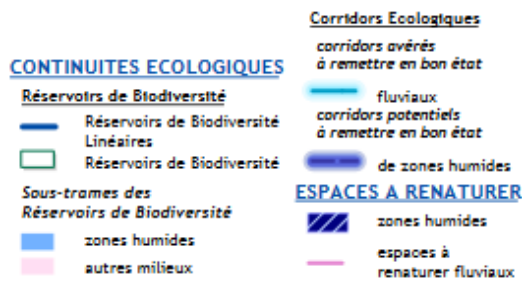 CONTINUITES ECOLOGIQUES
Réservoirs de Biodiversité
Réservoirs de Biodiversité
Linéaires
Réservoirs de Biodiversité
Sous-trames des
Réservoirs de Biodiversité
zones humides
autres milieux
Corridors Ecologiques
corridors avérés
à remettre en bon état
fluviaux
corridors potentiels
à remettre en bon état
de zones humides
ESPACES A RENATURER
zones humides
espaces à
renaturer fluviaux